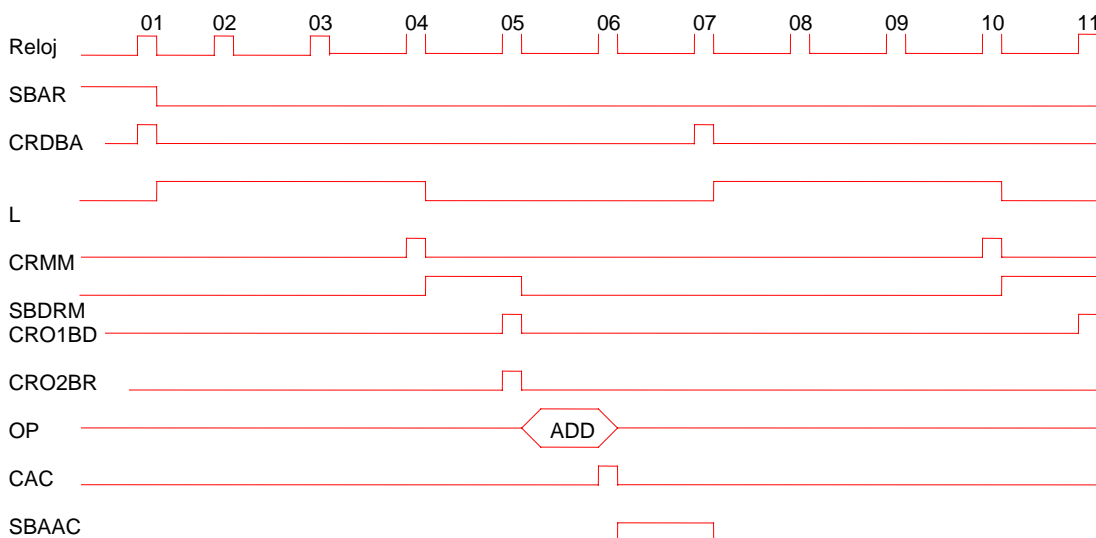 01 02 03 04 05 06 07 08 09 10 11
Reloj
SBAR
CRDBA
L
CRMM
SBDRM
CRO1BD
CRO2BR
OP ADD
CAC
SBAAC